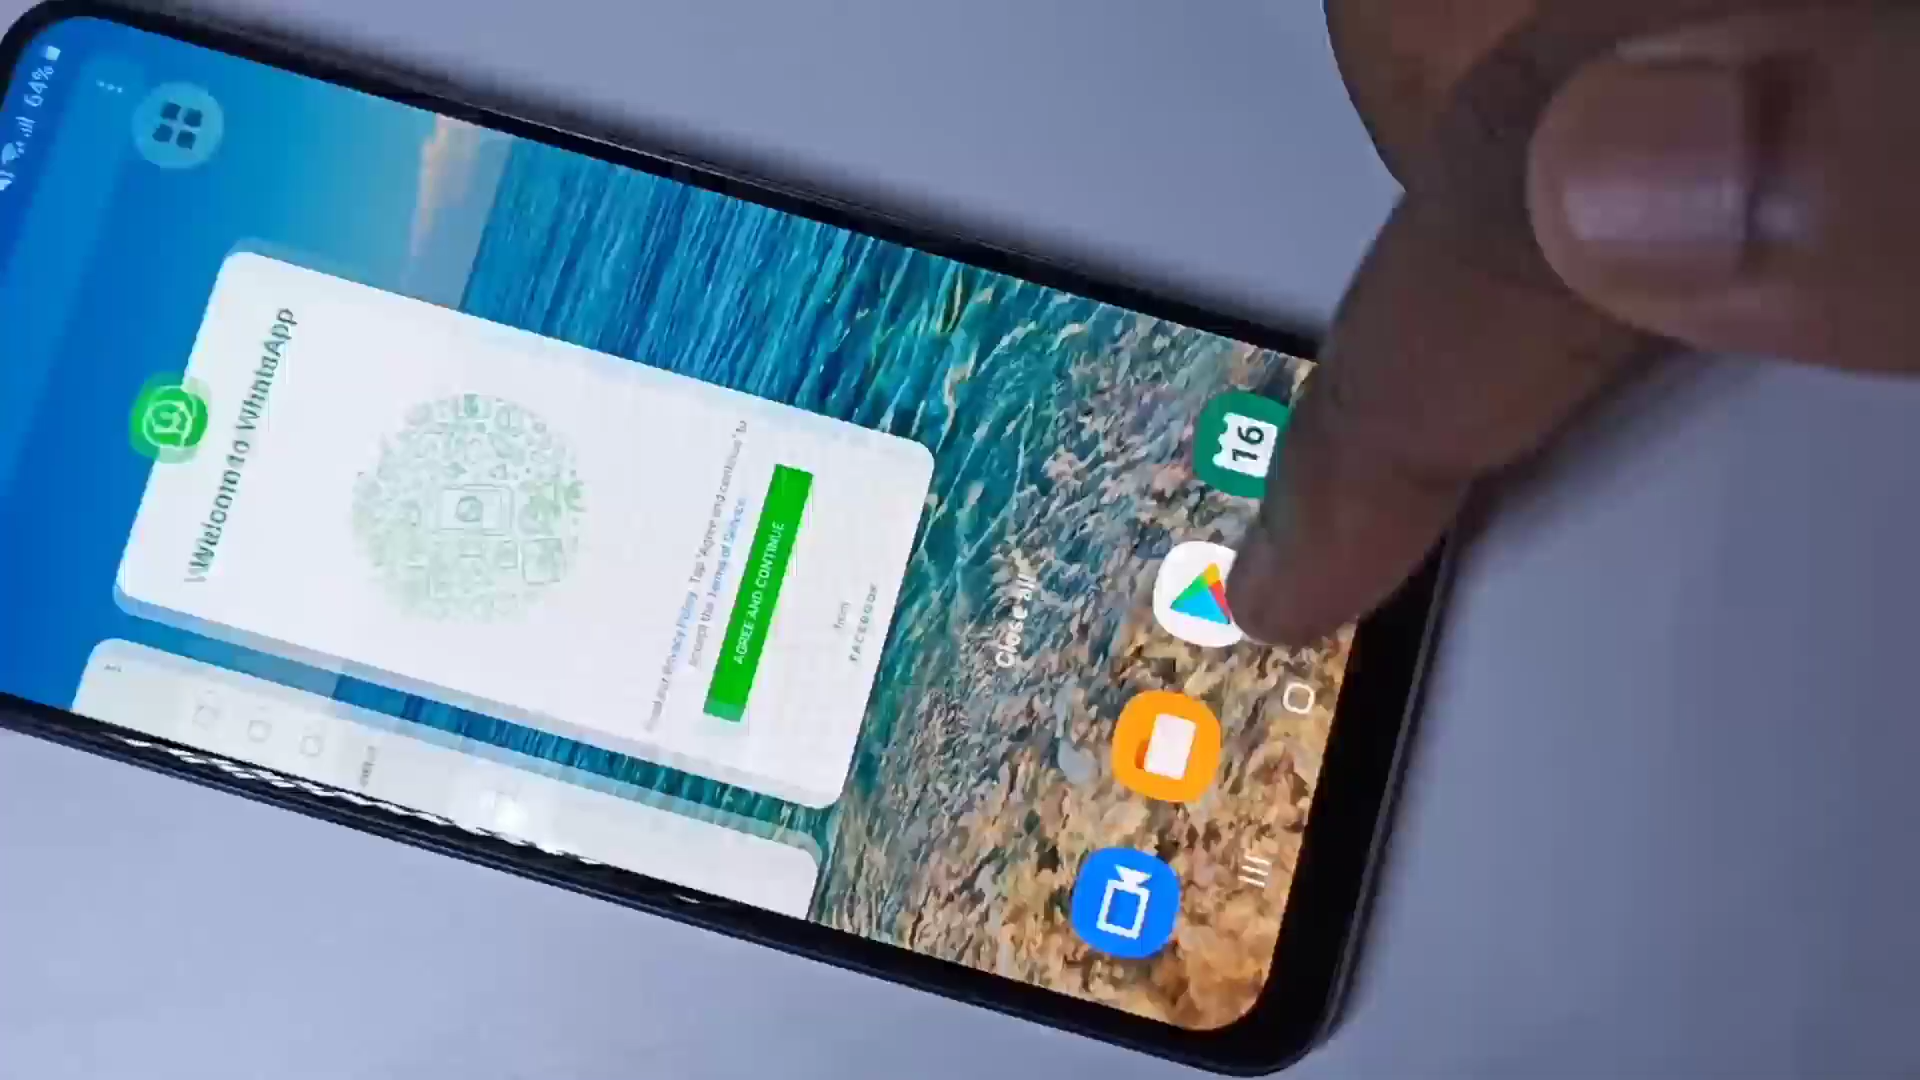 64%
Welcome to WhatsApp
Read our Privacy Policy. Tap "Agree and continue" to
accept the Terms of Service.
AGREE AND CONTINUE
from
FACEBOOK
Close all
16